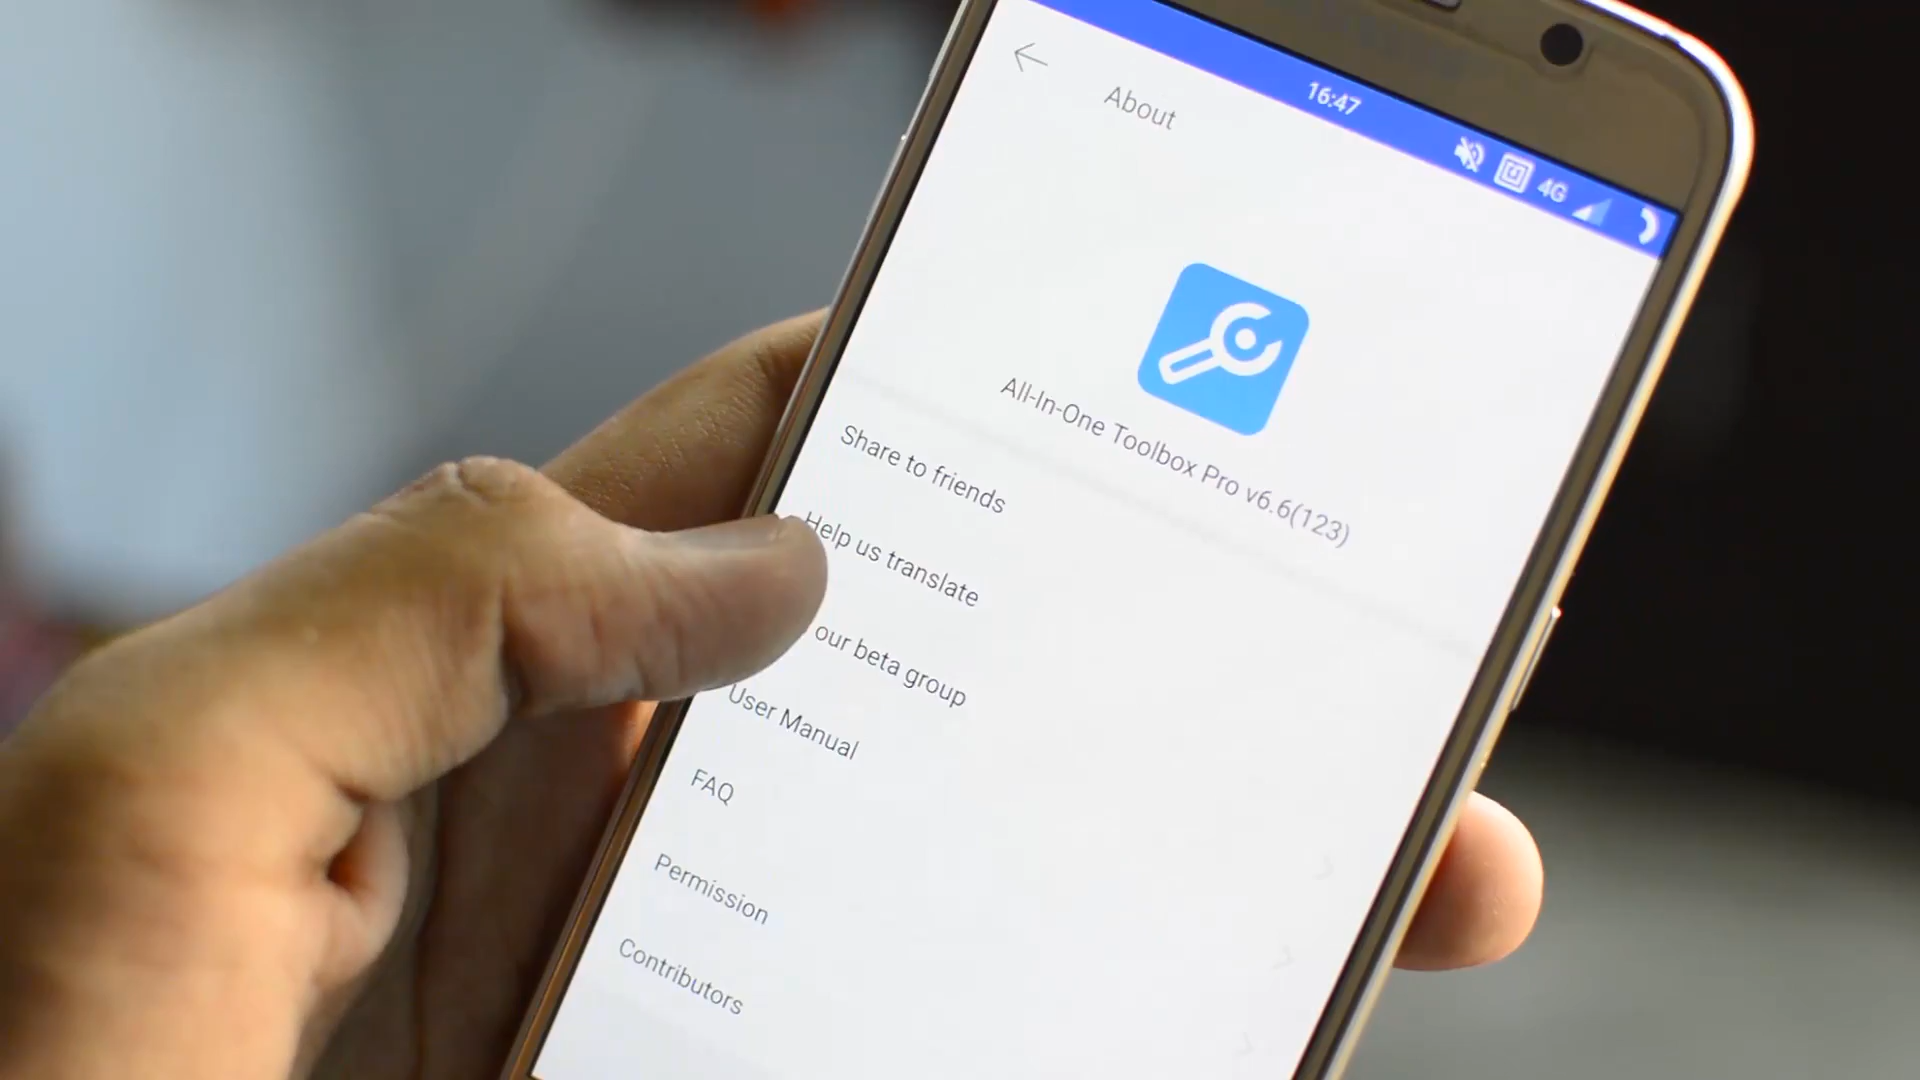 16:47
4G
About
All-In-One Toolbox Pro v6.6(123)
Share to friends
Help us translate
our beta group
User Manual
FAQ
Permission
Contributors